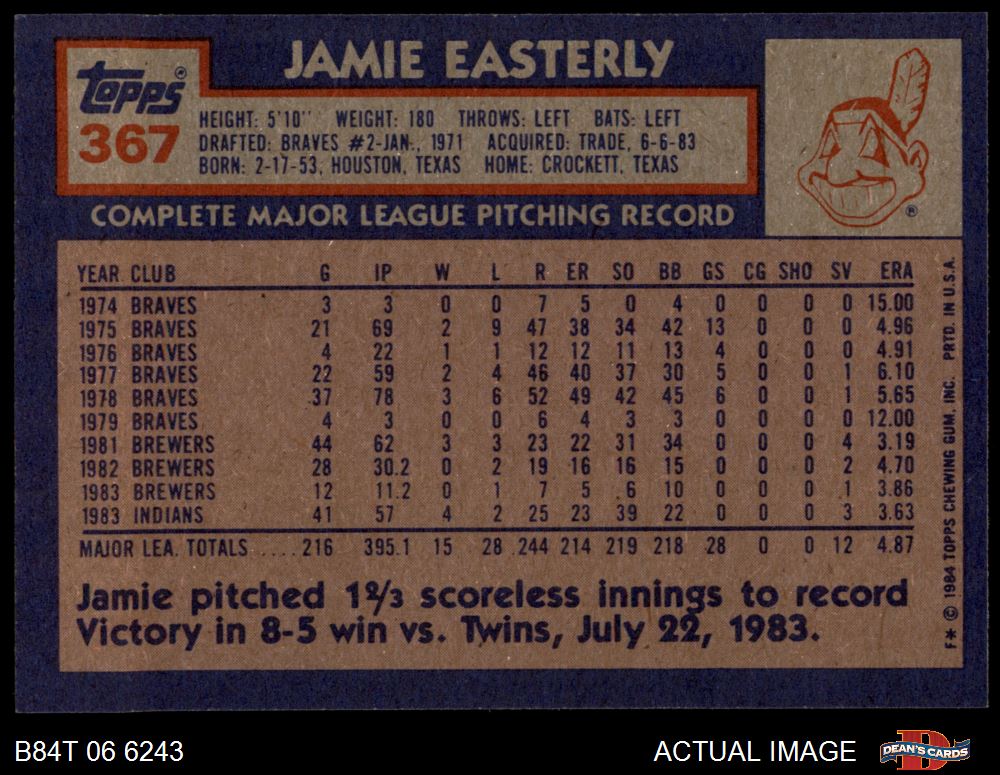 JAMIE EASTERLY
Topps®
367
HEIGHT: 5'10" WEIGHT: 180 THROWS: LEFT BATS: LEFT
DRAFTED: BRAVES #2-JAN., 1971 ACQUIRED: TRADE, 6-6-83
BORN: 2-17-53, HOUSTON, TEXAS HOME: CROCKETT, TEXAS
®
COMPLETE MAJOR LEAGUE PITCHING RECORD
YEAR CLUB G IP W L R ER SO BB GS CG SHO SV ERA
1974 BRAVES 3 3 0 0 7 5 0 4 0 0 0 0 15.00
1975 BRAVES 21 69 2 9 47 38 34 42 13 0 0 0 4.96
1976 BRAVES 4 22 1 1 12 12 11 13 4 0 0 0 4.91
1977 BRAVES 22 59 2 4 46 40 37 30 5 0 0 1 6.10
1978 BRAVES 37 78 3 6 52 49 42 45 6 0 0 1 5.65
1979 BRAVES 4 3 0 0 6 4 3 3 0 0 0 0 12.00
1981 BREWERS 44 62 3 3 23 22 31 34 0 0 0 4 3.19
1982 BREWERS 28 30.2 0 2 19 16 16 15 0 0 0 2 4.70
1983 BREWERS 12 11.2 0 1 7 5 6 10 0 0 0 1 3.86
1983 INDIANS 41 57 4 2 25 23 39 22 0 0 0 3 3.63
MAJOR LEA. TOTALS ....216 395.1 15 28 244 214 219 218 28 0 0 12 4.87
Jamie pitched 1⅔ scoreless innings to record
Victory in 8-5 win vs. Twins, July 22, 1983.
F* © 1984 TOPPS CHEWING GUM, INC. PRTD. IN U.S.A.
B84T 06 6243
ACTUAL IMAGE
D
DEAN'S CARDS